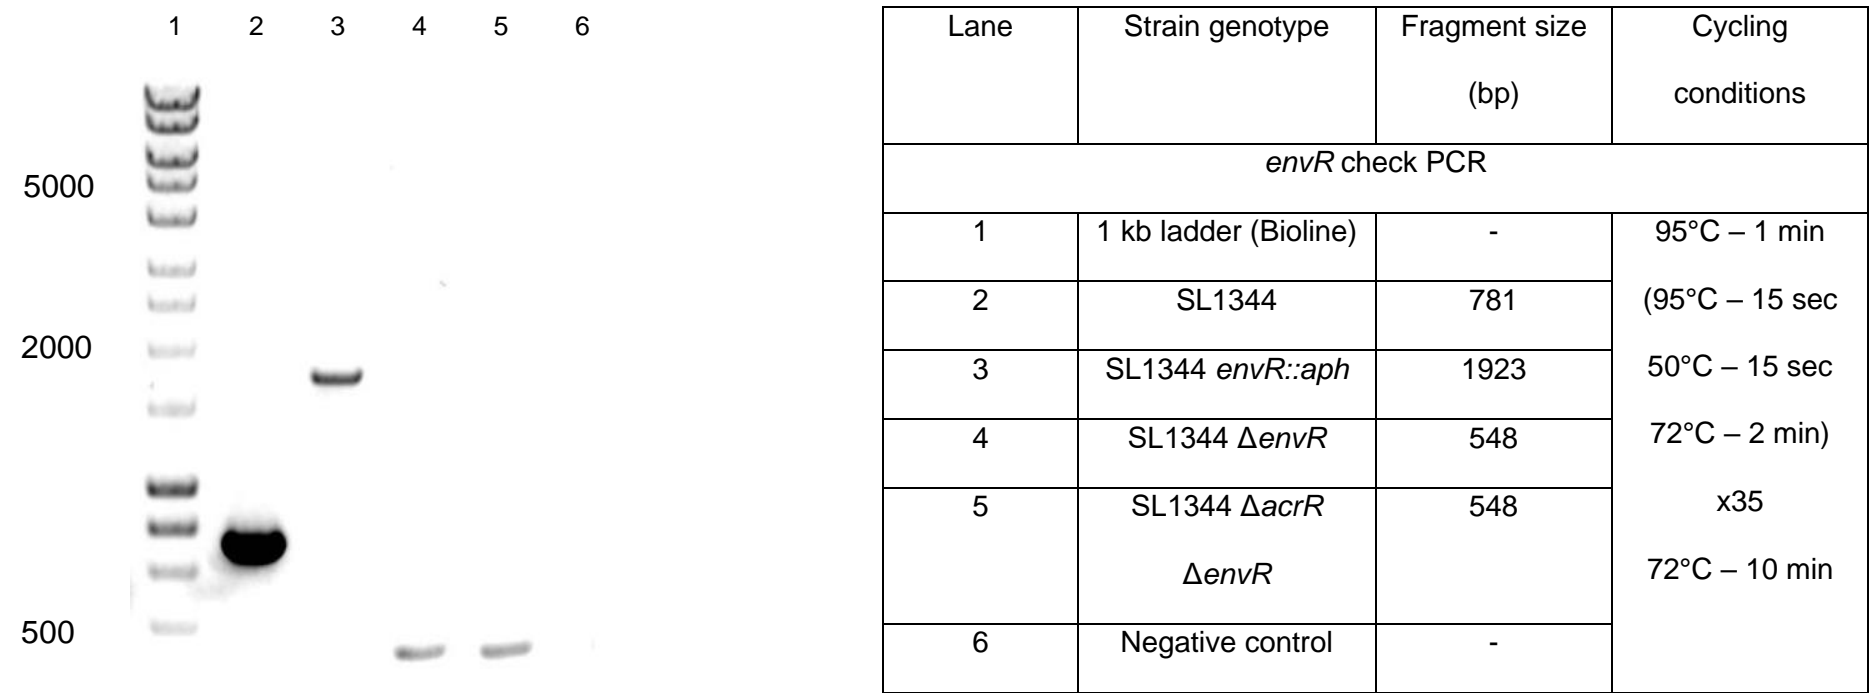 1 2 3 4 5 6
5000
2000
500
Lane Strain genotype Fragment size Cycling
(bp) conditions
envR check PCR
1 1 kb ladder (Bioline) - 95°C – 1 min
2 SL1344 781 (95°C – 15 sec
3 SL1344 envR::aph 1923 50°C – 15 sec
4 SL1344 ΔenvR 548 72°C – 2 min)
5 SL1344 ΔacrR 548 x35
ΔenvR 72°C – 10 min
6 Negative control -